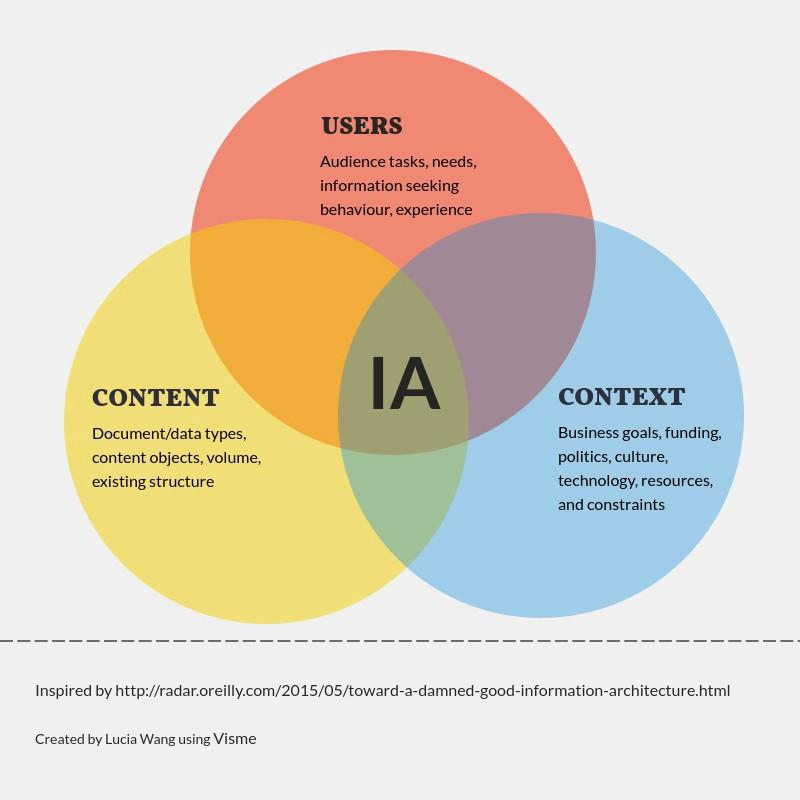 USERS
Audience tasks, needs,
information seeking
behaviour, experience
IA
CONTENT
Document/data types,
content objects, volume,
existing structure
CONTEXT
Business goals, funding,
politics, culture,
technology, resources,
and constraints
Inspired by http://radar.oreilly.com/2015/05/toward-a-damned-good-information-architecture.html
Created by Lucia Wang using Visme